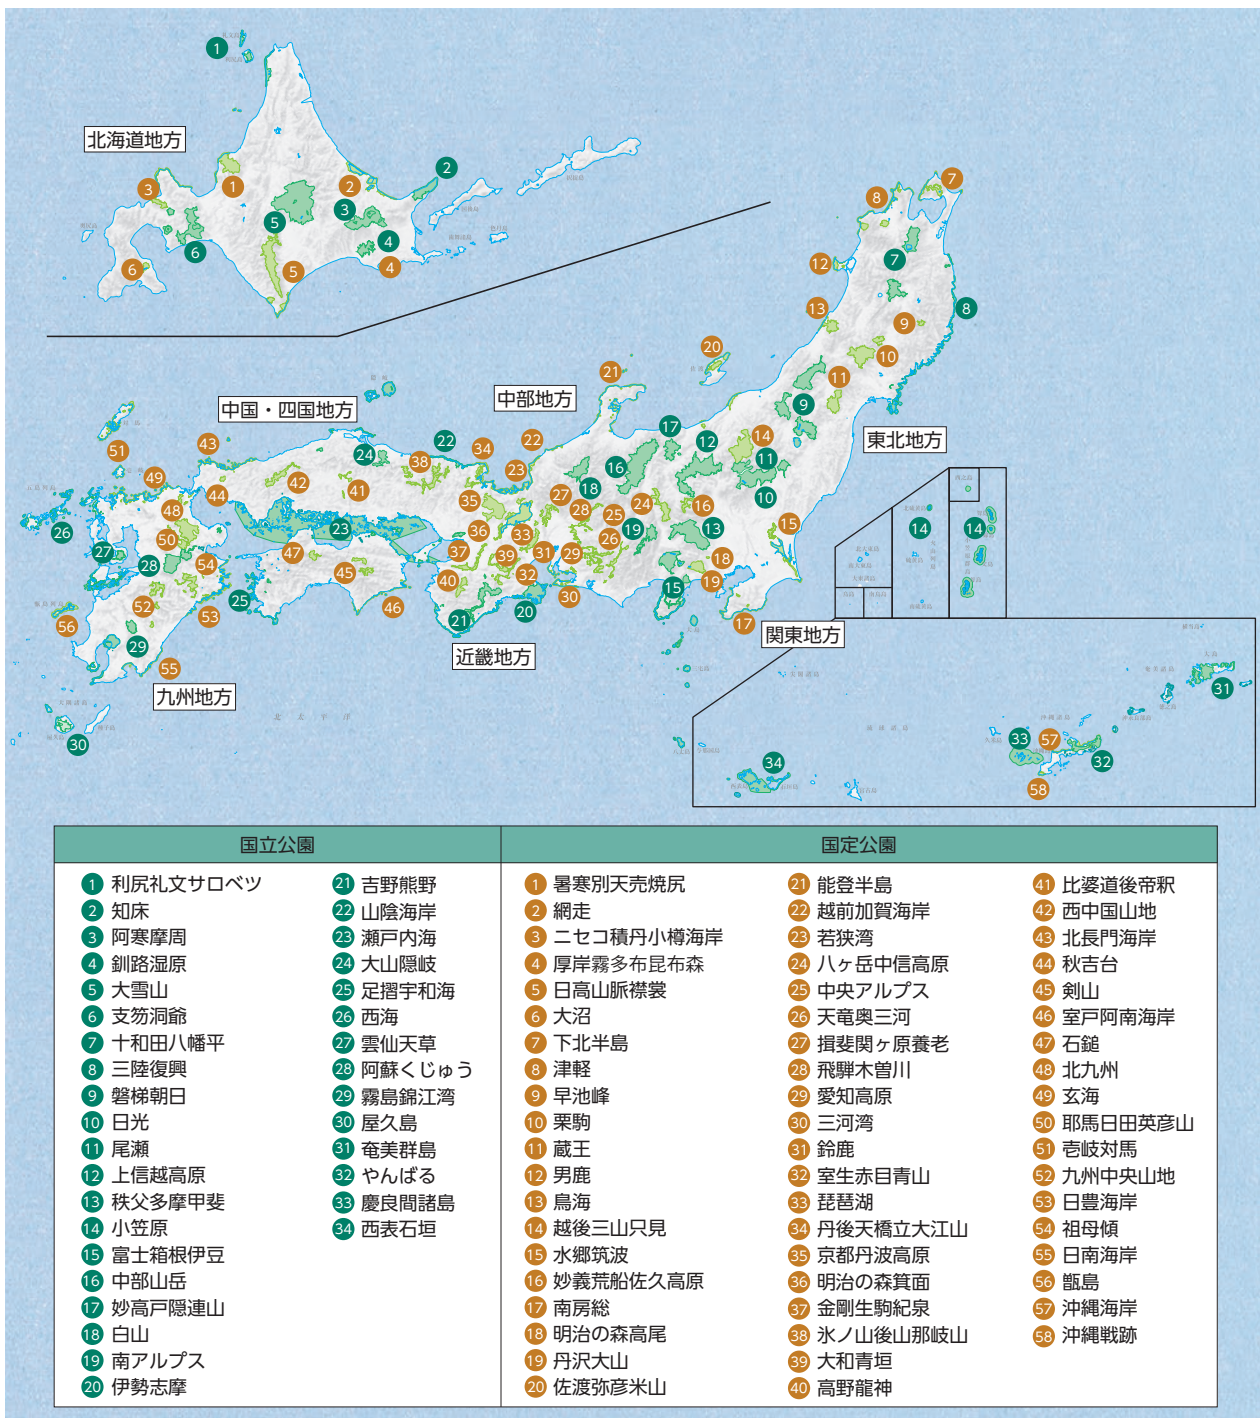 北海道地方
中国・四国地方
中部地方
東北地方
近畿地方
関東地方
九州地方
国立公園
1 利尻礼文サロベツ
2 知床
3 阿寒摩周
4 釧路湿原
5 大雪山
6 支笏洞爺
7 十和田八幡平
8 三陸復興
9 磐梯朝日
10 日光
11 尾瀬
12 上信越高原
13 秩父多摩甲斐
14 小笠原
15 富士箱根伊豆
16 中部山岳
17 妙高戸隠連山
18 白山
19 南アルプス
20 伊勢志摩
21 吉野熊野
22 山陰海岸
23 瀬戸内海
24 大山隠岐
25 足摺宇和海
26 西海
27 雲仙天草
28 阿蘇くじゅう
29 霧島錦江湾
30 屋久島
31 奄美群島
32 やんばる
33 慶良間諸島
34 西表石垣
国定公園
1 暑寒別天売焼尻
2 網走
3 ニセコ積丹小樽海岸
4 厚岸霧多布昆布森
5 日高山脈襟裳
6 大沼
7 下北半島
8 津軽
9 早池峰
10 栗駒
11 蔵王
12 男鹿
13 鳥海
14 越後三山只見
15 水郷筑波
16 妙義荒船佐久高原
17 南房総
18 明治の森高尾
19 丹沢大山
20 佐渡弥彦米山
21 能登半島
22 越前加賀海岸
23 若狭湾
24 八ヶ岳中信高原
25 中央アルプス
26 天竜奥三河
27 揖斐関ヶ原養老
28 飛騨木曽川
29 愛知高原
30 三河湾
31 鈴鹿
32 室生赤目青山
33 琵琶湖
34 丹後天橋立大江山
35 京都丹波高原
36 明治の森箕面
37 金剛生駒紀泉
38 氷ノ山後山那岐山
39 大和青垣
40 高野龍神
41 比婆道後帝釈
42 西中国山地
43 北長門海岸
44 秋吉台
45 剣山
46 室戸阿南海岸
47 石鎚
48 北九州
49 玄海
50 耶馬日田英彦山
51 壱岐対馬
52 九州中央山地
53 日豊海岸
54 祖母傾
55 日南海岸
56 甑島
57 沖縄海岸
58 沖縄戦跡